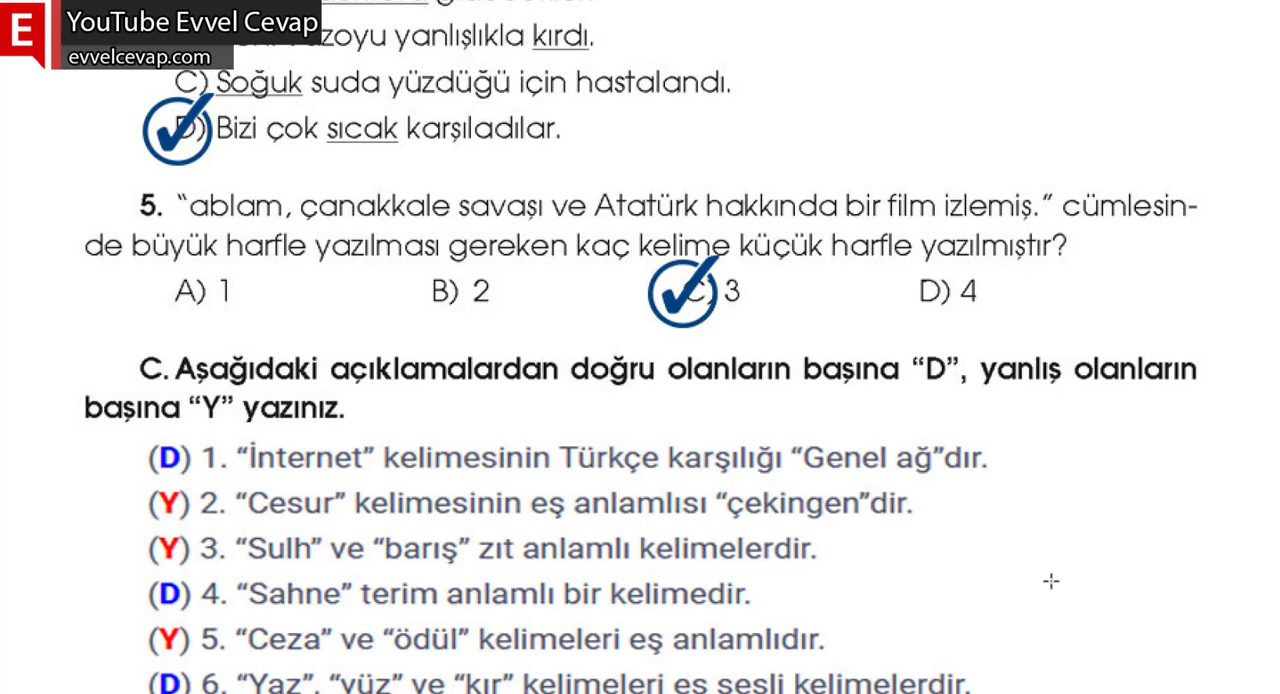 E
YouTube Evvel Cevap
evvelcevap.com
yanlışlıkla kırdı.
C) Soğuk suda yüzdüğü için hastalandı.
D) Bizi çok sıcak karşıladılar.
5. “ablam, çanakkale savaşı ve Atatürk hakkında bir film izlemiş.” cümlesin-
de büyük harfle yazılması gereken kaç kelime küçük harfle yazılmıştır?
A) 1 B) 2 C) 3 D) 4
C. Aşağıdaki açıklamalardan doğru olanların başına “D”, yanlış olanların
başına “Y” yazınız.
(D) 1. “İnternet” kelimesinin Türkçe karşılığı “Genel ağ”dır.
(Y) 2. “Cesur” kelimesinin eş anlamlısı “çekingen”dir.
(Y) 3. “Sulh” ve “barış” zıt anlamlı kelimelerdir.
(D) 4. “Sahne” terim anlamlı bir kelimedir.
(Y) 5. “Ceza” ve “ödül” kelimeleri eş anlamlıdır.
(D) 6. “Yaz”, “yüz” ve “kır” kelimeleri eş sesli kelimelerdir.